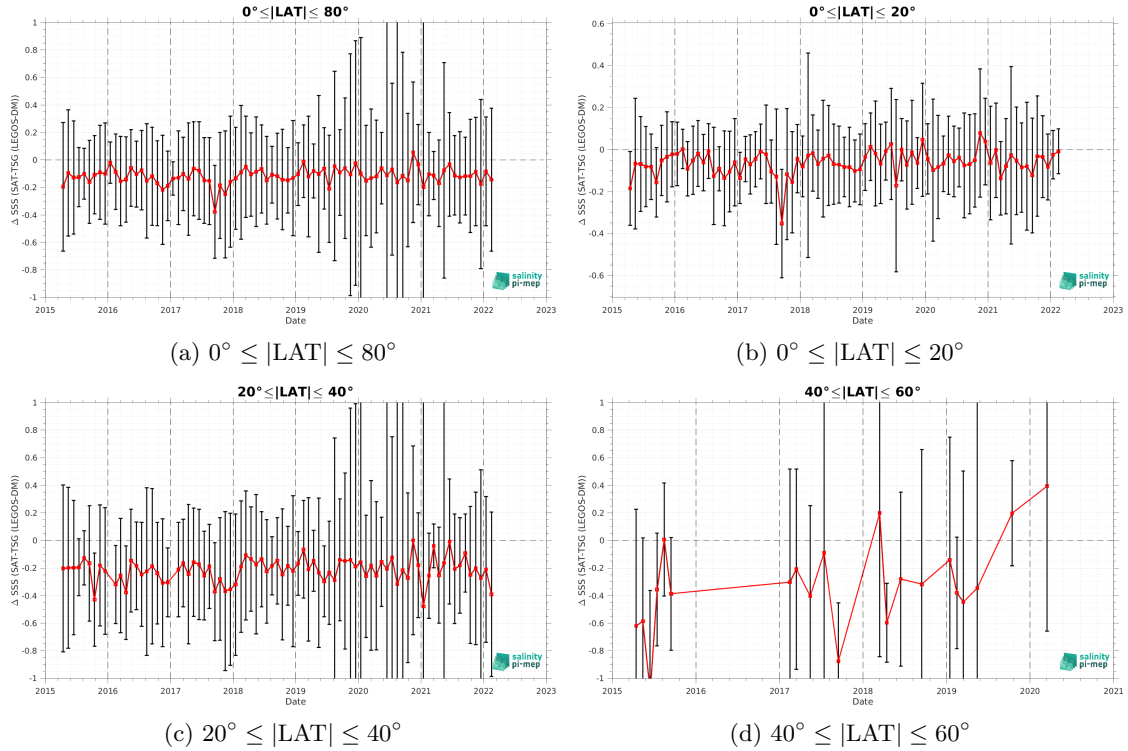 0°≤|LAT|≤ 80°
Δ SSS (SAT-TSG (LEGOS-DM))
1
0.8
0.6
0.4
0.2
0
-0.2
-0.4
-0.6
-0.8
-1
2015 2016 2017 2018 2019 2020 2021 2022 2023
Date
salinity
pi-mep
(a) 0° ≤ |LAT| ≤ 80°
0°≤|LAT|≤ 20°
Δ SSS (SAT-TSG (LEGOS-DM))
0.6
0.4
0.2
0
-0.2
-0.4
-0.6
2015 2016 2017 2018 2019 2020 2021 2022 2023
Date
salinity
pi-mep
(b) 0° ≤ |LAT| ≤ 20°
20°≤|LAT|≤ 40°
Δ SSS (SAT-TSG (LEGOS-DM))
1
0.8
0.6
0.4
0.2
0
-0.2
-0.4
-0.6
-0.8
-1
2015 2016 2017 2018 2019 2020 2021 2022 2023
Date
salinity
pi-mep
(c) 20° ≤ |LAT| ≤ 40°
40°≤|LAT|≤ 60°
Δ SSS (SAT-TSG (LEGOS-DM))
1
0.8
0.6
0.4
0.2
0
-0.2
-0.4
-0.6
-0.8
-1
2015 2016 2017 2018 2019 2020 2021
Date
salinity
pi-mep
(d) 40° ≤ |LAT| ≤ 60°